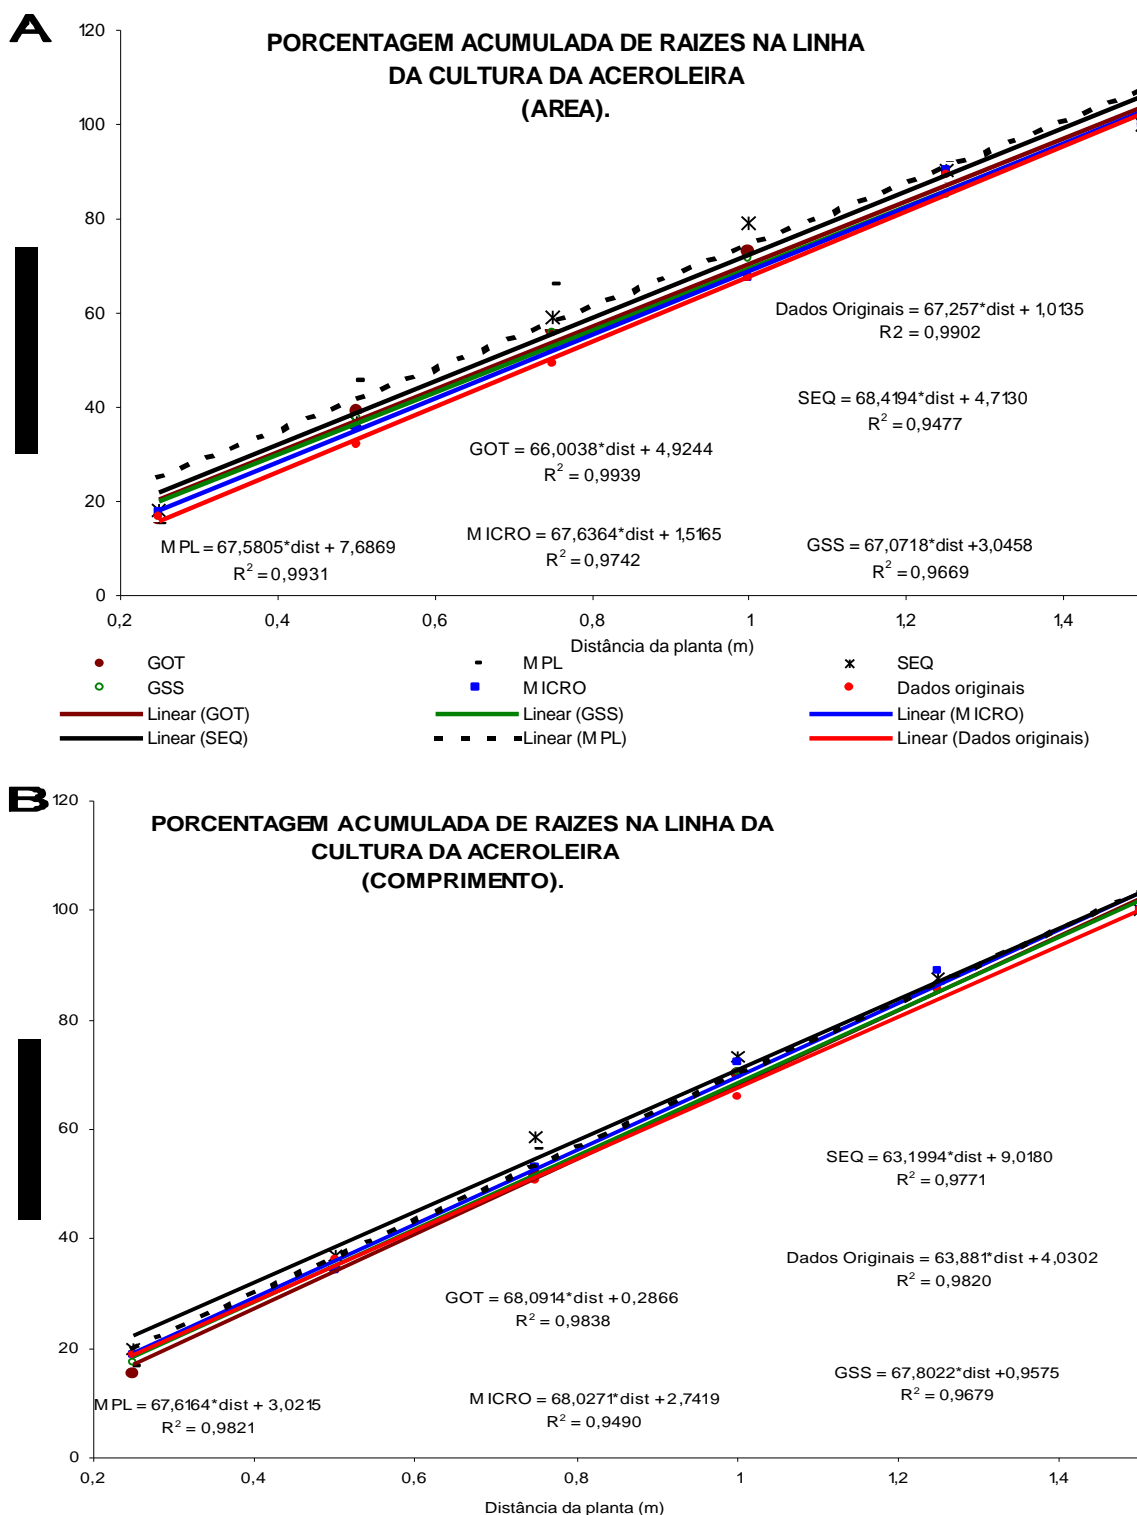 A
PORCENTAGEM ACUMULADA DE RAIZES NA LINHA
DA CULTURA DA ACEROLEIRA
(AREA).
120
100
80
60
40
20
0
Dados Originais = 67,257*dist + 1,0135
R2 = 0,9902
SEQ = 68,4194*dist + 4,7130
R² = 0,9477
GOT = 66,0038*dist + 4,9244
R² = 0,9939
MPL = 67,5805*dist + 7,6869
R² = 0,9931
MICRO = 67,6364*dist + 1,5165
R² = 0,9742
GSS = 67,0718*dist +3,0458
R² = 0,9669
0,2 0,4 0,6 0,8 1 1,2 1,4
Distância da planta (m)
GOT MPL SEQ
GSS MICRO Dados originais
Linear (GOT) Linear (GSS) Linear (MICRO)
Linear (SEQ) Linear (MPL) Linear (Dados originais)
B
PORCENTAGEM ACUMULADA DE RAIZES NA LINHA DA
CULTURA DA ACEROLEIRA
(COMPRIMENTO).
120
100
80
60
40
20
0
SEQ = 63,1994*dist + 9,0180
R² = 0,9771
Dados Originais = 63,881*dist + 4,0302
R² = 0,9820
GOT = 68,0914*dist + 0,2866
R² = 0,9838
GSS = 67,8022*dist +0,9575
R² = 0,9679
MPL = 67,6164*dist + 3,0215
R² = 0,9821
MICRO = 68,0271*dist + 2,7419
R² = 0,9490
0,2 0,4 0,6 0,8 1 1,2 1,4
Distância da planta (m)